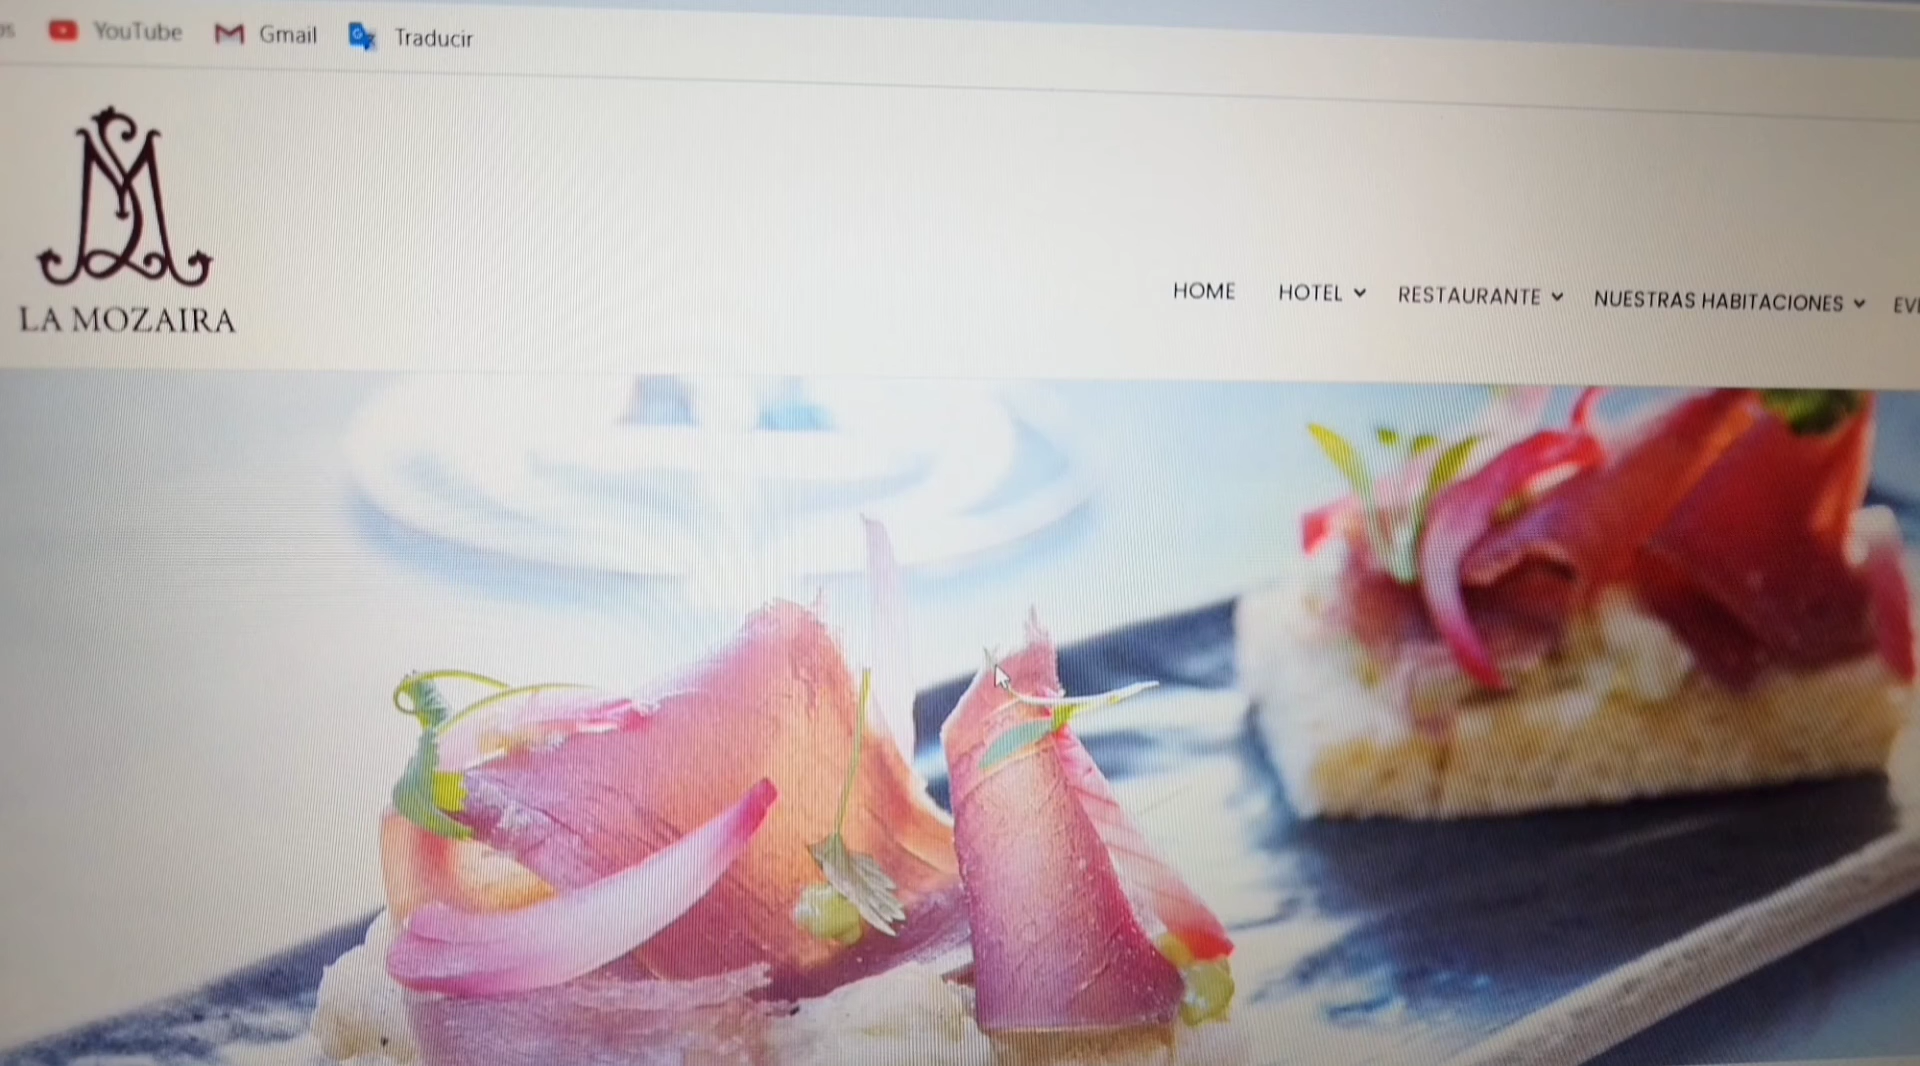 YouTube Gmail Traducir
LA MOZAIRA
HOME HOTEL RESTAURANTE NUESTRAS HABITACIONES